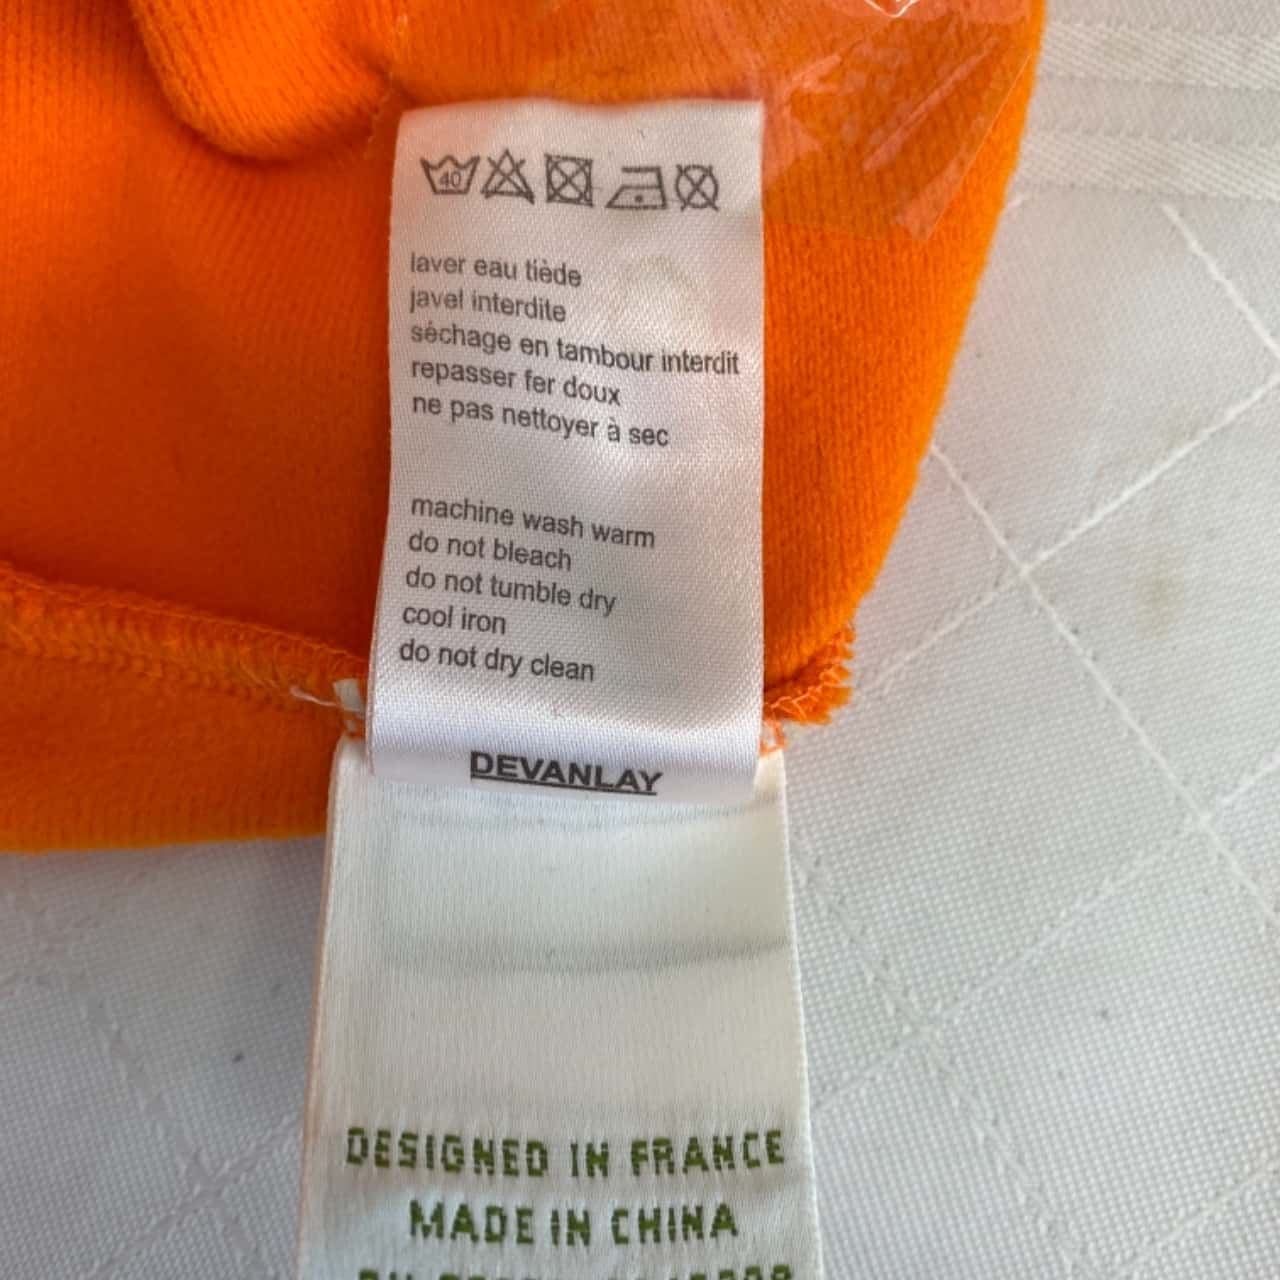 40
laver eau tiède
javel interdite
séchage en tambour interdit
repasser fer doux
ne pas nettoyer à sec
machine wash warm
do not bleach
do not tumble dry
cool iron
do not dry clean
DEVANLAY
DESIGNED IN FRANCE
MADE IN CHINA